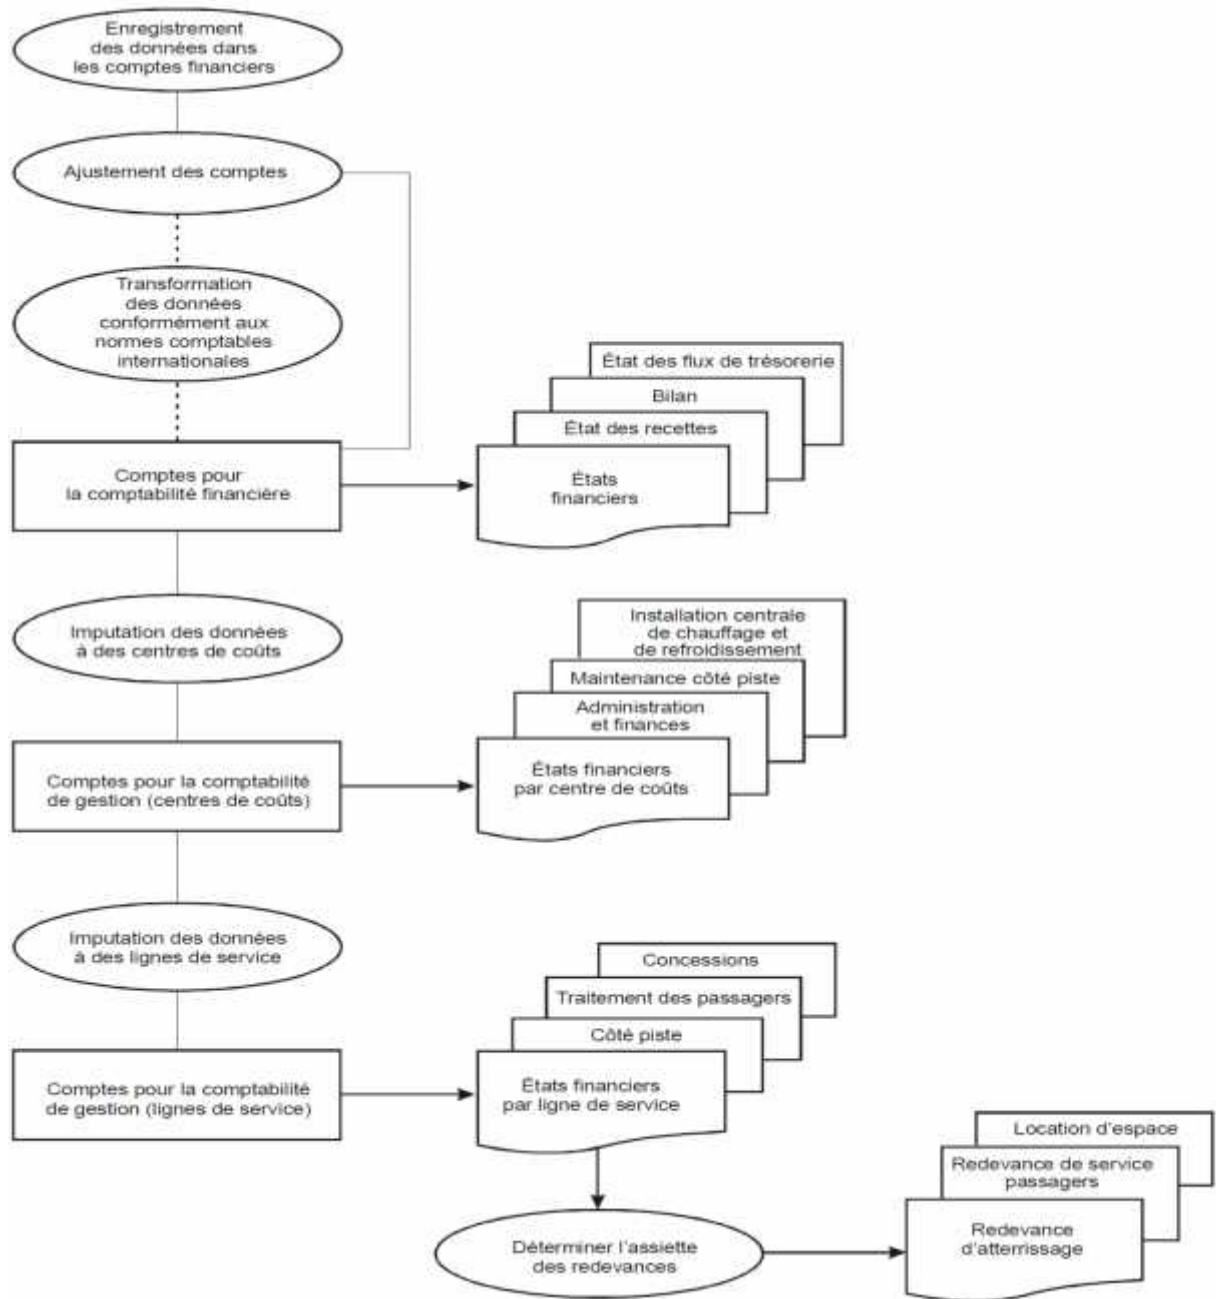 Enregistrement
des données dans
les comptes financiers
Ajustement des comptes
Transformation
des données
conformément aux
normes comptables
internationales
État des flux de trésorerie
Bilan
État des recettes
États
financiers
Comptes pour
la comptabilité financière
Imputation des données
à des centres de coûts
Installation centrale
de chauffage et
de refroidissement
Maintenance côté piste
Administration
et finances
États financiers
par centre de coûts
Comptes pour la comptabilité
de gestion (centres de coûts)
Imputation des données
à des lignes de service
Concessions
Traitement des passagers
Côté piste
États financiers
par ligne de service
Comptes pour la comptabilité
de gestion (lignes de service)
Location d'espace
Redevance de service
passagers
Redevance
d'atterrissage
Déterminer l'assiette
des redevances